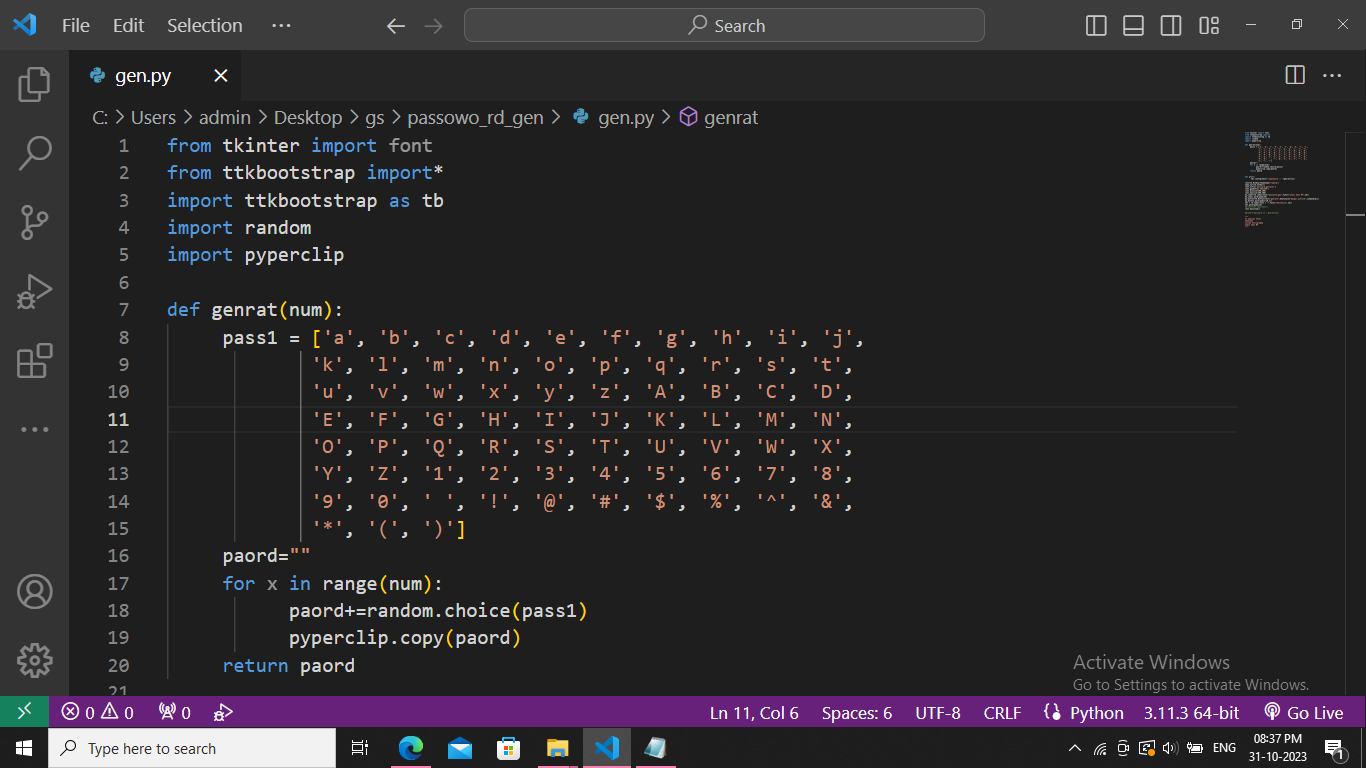 File Edit Selection ··· Search
gen.py
C: > Users > admin > Desktop > gs > passowo_rd_gen > gen.py > genrat
1 from tkinter import font
2 from ttkbootstrap import*
3 import ttkbootstrap as tb
4 import random
5 import pyperclip
6
7 def genrat(num):
8 pass1 = ['a', 'b', 'c', 'd', 'e', 'f', 'g', 'h', 'i', 'j',
9 'k', 'l', 'm', 'n', 'o', 'p', 'q', 'r', 's', 't',
10 'u', 'v', 'w', 'x', 'y', 'z', 'A', 'B', 'C', 'D',
11 'E', 'F', 'G', 'H', 'I', 'J', 'K', 'L', 'M', 'N',
12 'O', 'P', 'Q', 'R', 'S', 'T', 'U', 'V', 'W', 'X',
13 'Y', 'Z', '1', '2', '3', '4', '5', '6', '7', '8',
14 '9', '0', ' ', '!', '@', '#', '$', '%', '^', '&',
15 '*', '(', ')']
16 paord=""
17 for x in range(num):
18 paord+=random.choice(pass1)
19 pyperclip.copy(paord)
20 return paord
21
Activate Windows
Go to Settings to activate Windows.
0 0 0 Ln 11, Col 6 Spaces: 6 UTF-8 CRLF Python 3.11.3 64-bit Go Live
Type here to search ENG 08:37 PM
31-10-2023 1